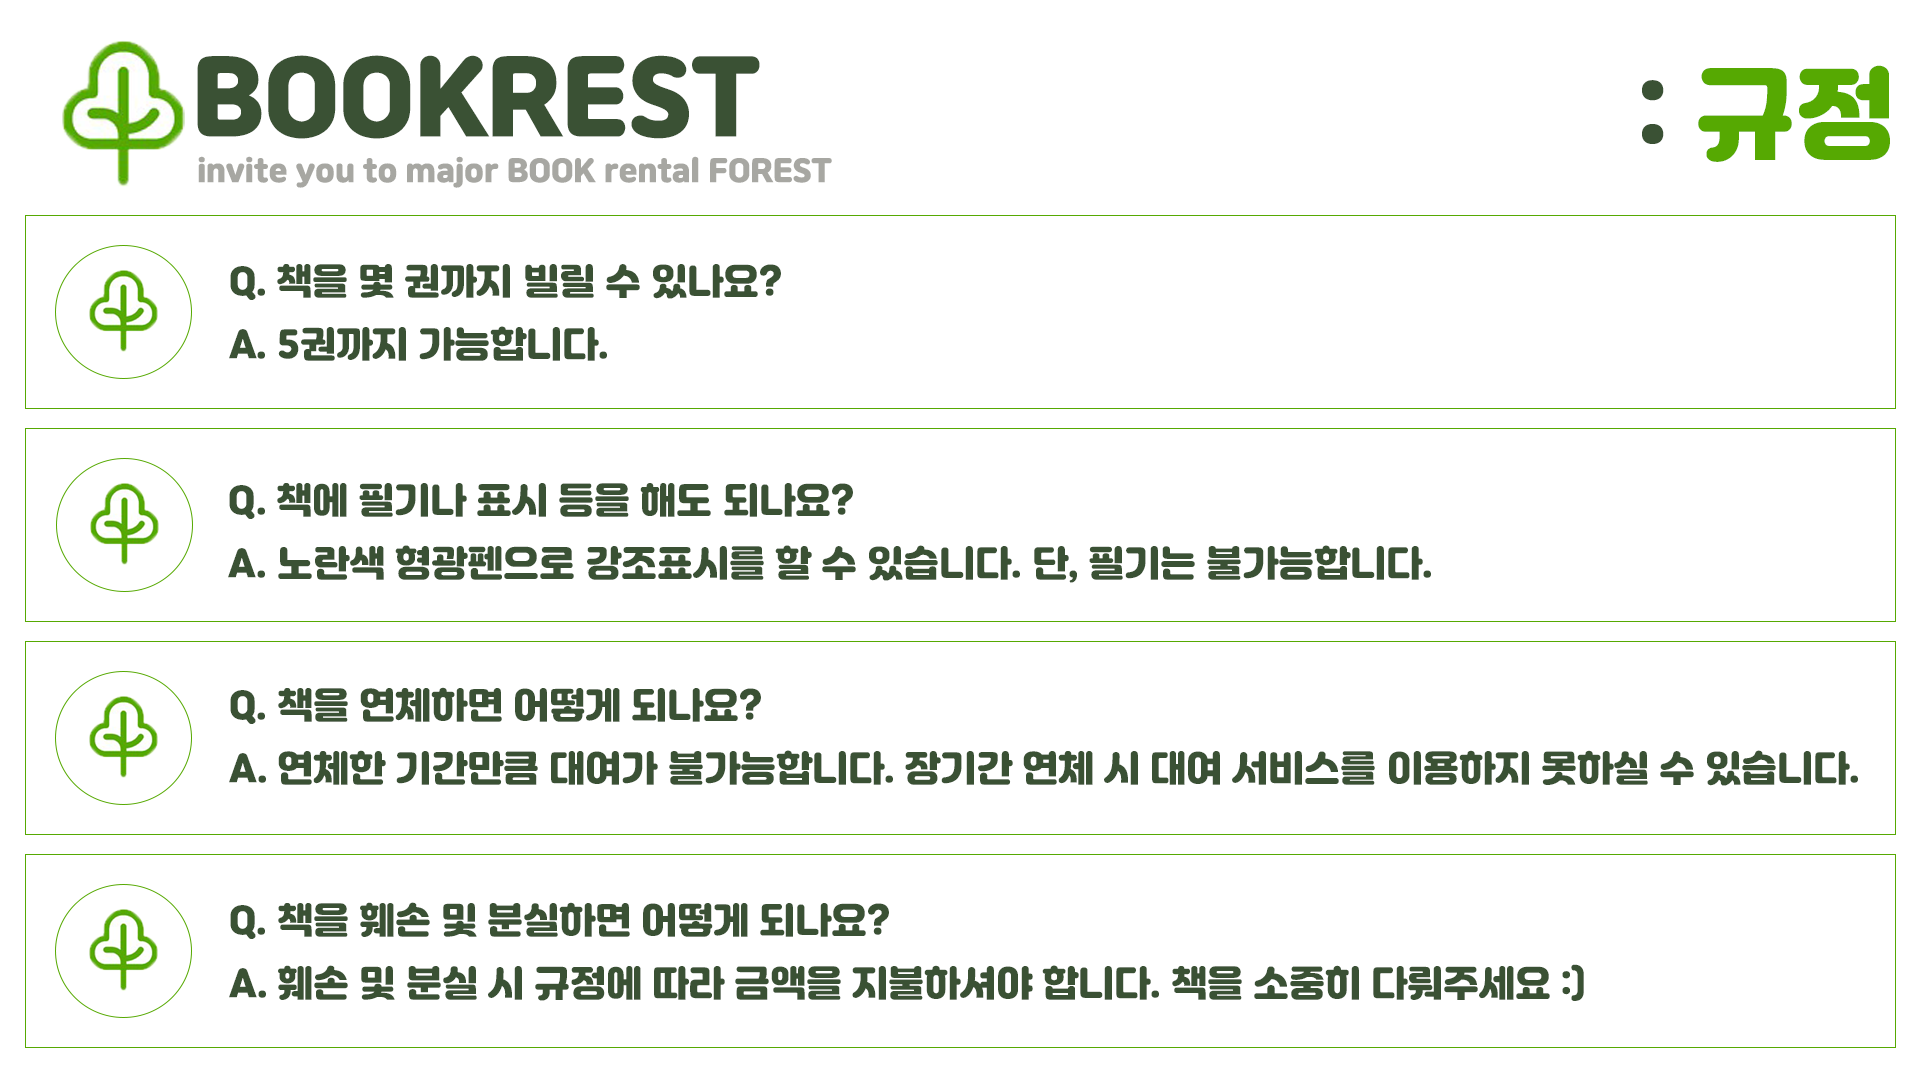 BOOKREST
invite you to major BOOK rental FOREST
: 규정
Q. 책을 몇 권까지 빌릴 수 있나요?
A. 5권까지 가능합니다.
Q. 책에 필기나 표시 등을 해도 되나요?
A. 노란색 형광펜으로 강조표시를 할 수 있습니다. 단, 필기는 불가능합니다.
Q. 책을 연체하면 어떻게 되나요?
A. 연체한 기간만큼 대여가 불가능합니다. 장기간 연체 시 대여 서비스를 이용하지 못하실 수 있습니다.
Q. 책을 훼손 및 분실하면 어떻게 되나요?
A. 훼손 및 분실 시 규정에 따라 금액을 지불하셔야 합니다. 책을 소중히 다뤄주세요 :)